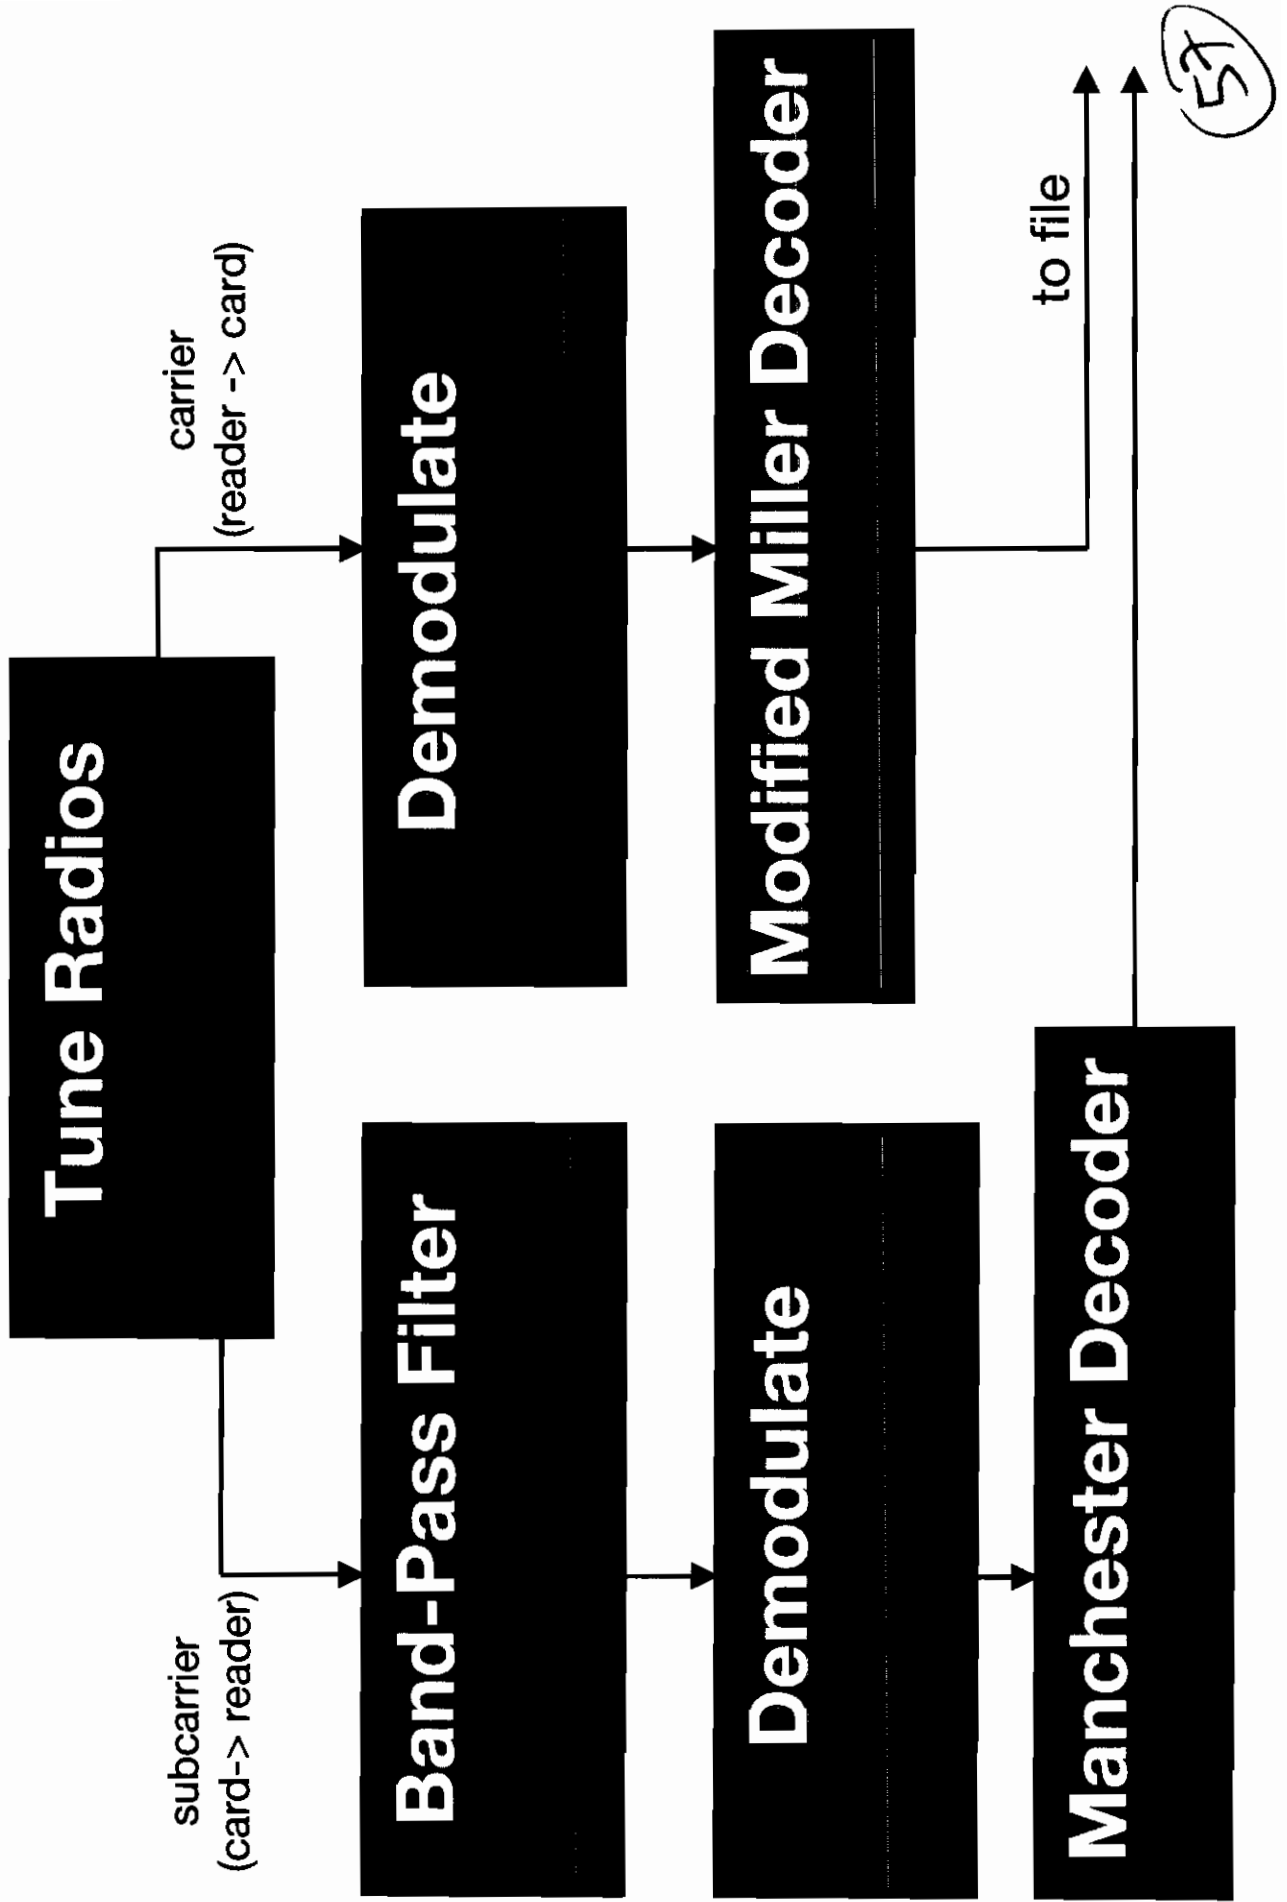 Tune Radios
subcarrier
(card-> reader)
carrier
(reader -> card)
Band-Pass Filter
Demodulate
Demodulate
Modified Miller Decoder
Manchester Decoder
to file